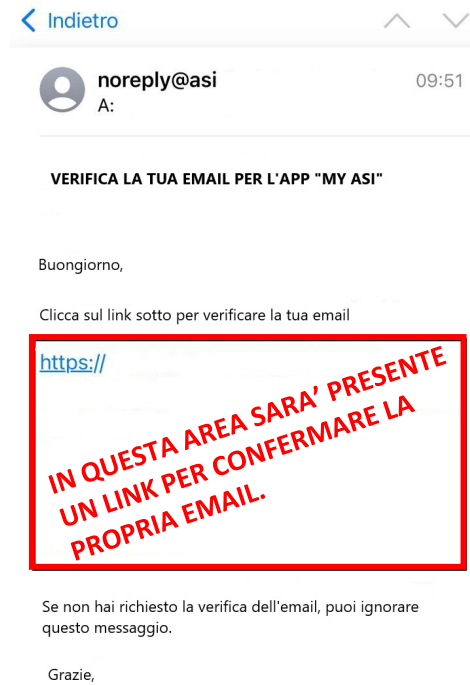 Indietro
noreply@asi
09:51
A:
VERIFICA LA TUA EMAIL PER L'APP "MY ASI"
Buongiorno,
Clicca sul link sotto per verificare la tua email
https://
IN QUESTA AREA SARA’ PRESENTE
UN LINK PER CONFERMARE LA
PROPRIA EMAIL.
Se non hai richiesto la verifica dell'email, puoi ignorare
questo messaggio.
Grazie,